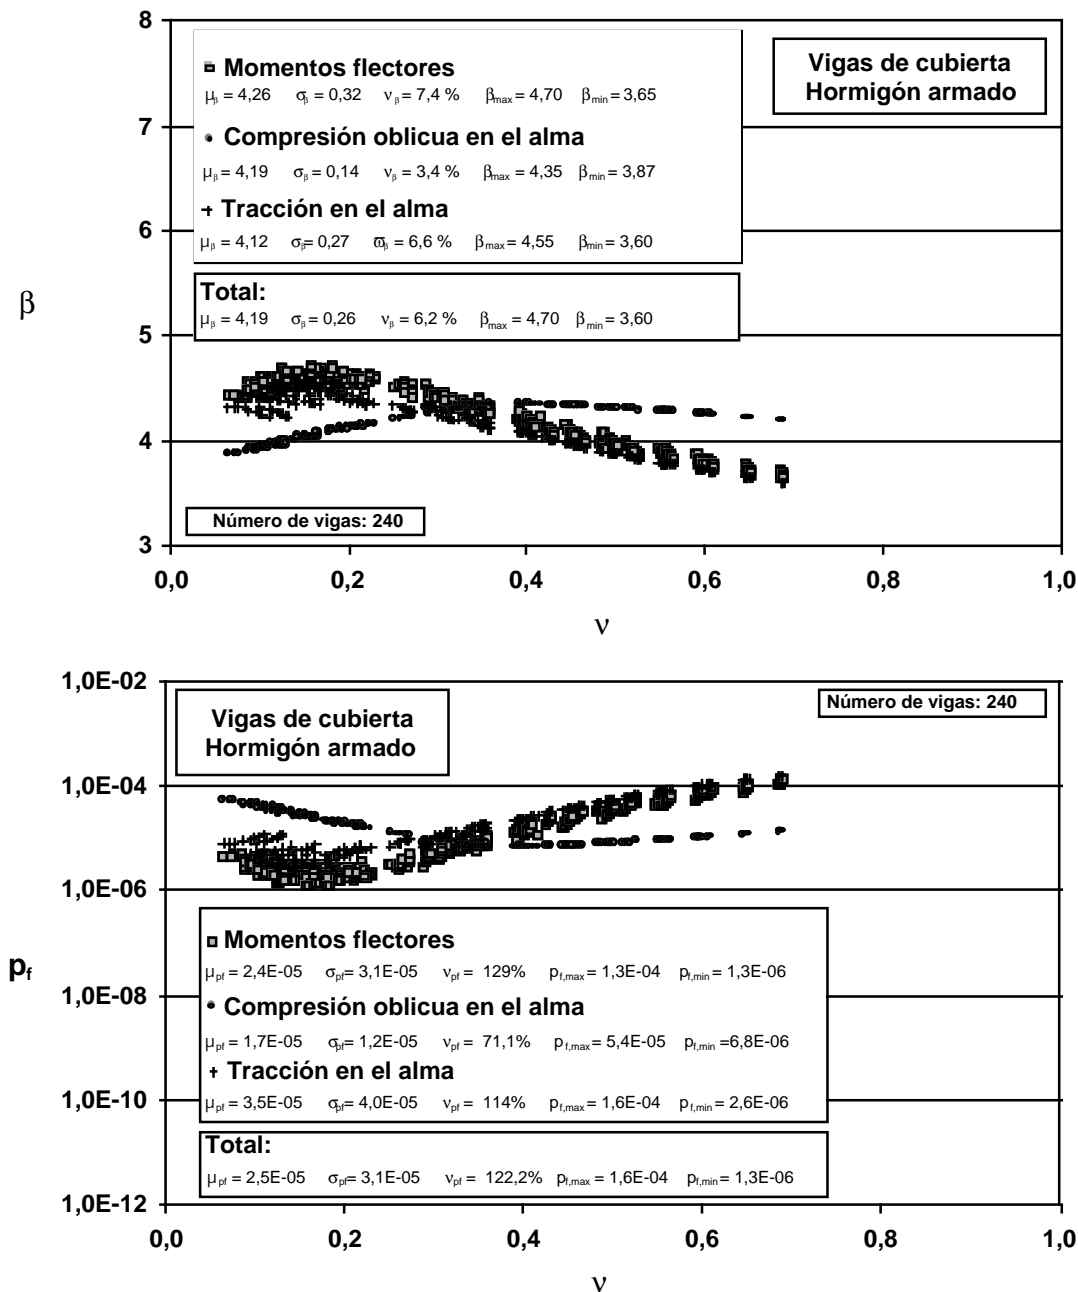 8
7
6
5
4
3
β
0,0 0,2 0,4 0,6 0,8 1,0
ν
Vigas de cubierta
Hormigón armado
Momentos flectores
μβ = 4,26 σβ = 0,32 νβ = 7,4 % βmax = 4,70 βmin = 3,65
Compresión oblicua en el alma
μβ = 4,19 σβ = 0,14 νβ = 3,4 % βmax = 4,35 βmin = 3,87
Tracción en el alma
μβ = 4,12 σβ = 0,27 ϖβ = 6,6 % βmax = 4,55 βmin = 3,60
Total:
μβ = 4,19 σβ = 0,26 νβ = 6,2 % βmax = 4,70 βmin = 3,60
Número de vigas: 240
1,0E-02
1,0E-04
1,0E-06
1,0E-08
1,0E-10
1,0E-12
pf
0,0 0,2 0,4 0,6 0,8 1,0
ν
Vigas de cubierta
Hormigón armado
Número de vigas: 240
Momentos flectores
μpf = 2,4E-05 σpf = 3,1E-05 νpf = 129% pf,max = 1,3E-04 pf,min = 1,3E-06
Compresión oblicua en el alma
μpf = 1,7E-05 σpf = 1,2E-05 νpf = 71,1% pf,max = 5,4E-05 pf,min = 6,8E-06
Tracción en el alma
μpf = 3,5E-05 σpf = 4,0E-05 νpf = 114% pf,max = 1,6E-04 pf,min = 2,6E-06
Total:
μpf = 2,5E-05 σpf = 3,1E-05 νpf = 122,2% pf,max = 1,6E-04 pf,min = 1,3E-06